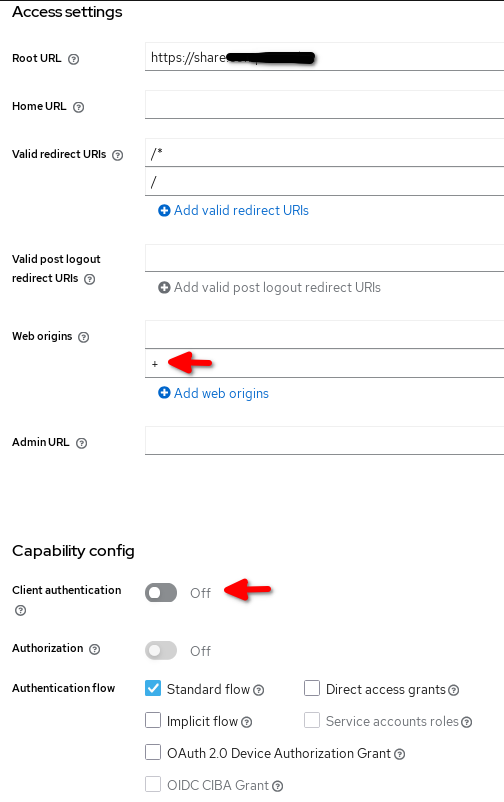 Access settings
Root URL
https://share
Home URL
Valid redirect URIs
/*
/
Add valid redirect URIs
Valid post logout
redirect URIs
Add valid post logout redirect URIs
Web origins
+
Add web origins
Admin URL
Capability config
Client authentication
Off
Authorization
Off
Authentication flow
Standard flow
Direct access grants
Implicit flow
Service accounts roles
OAuth 2.0 Device Authorization Grant
OIDC CIBA Grant